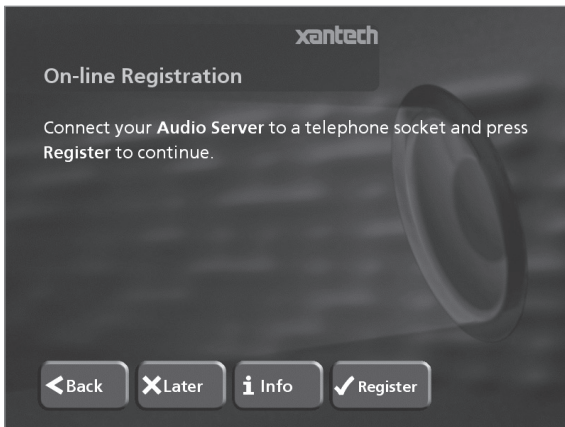 xantech
On-line Registration
Connect your Audio Server to a telephone socket and press
Register to continue.
Back
Later
i Info
Register